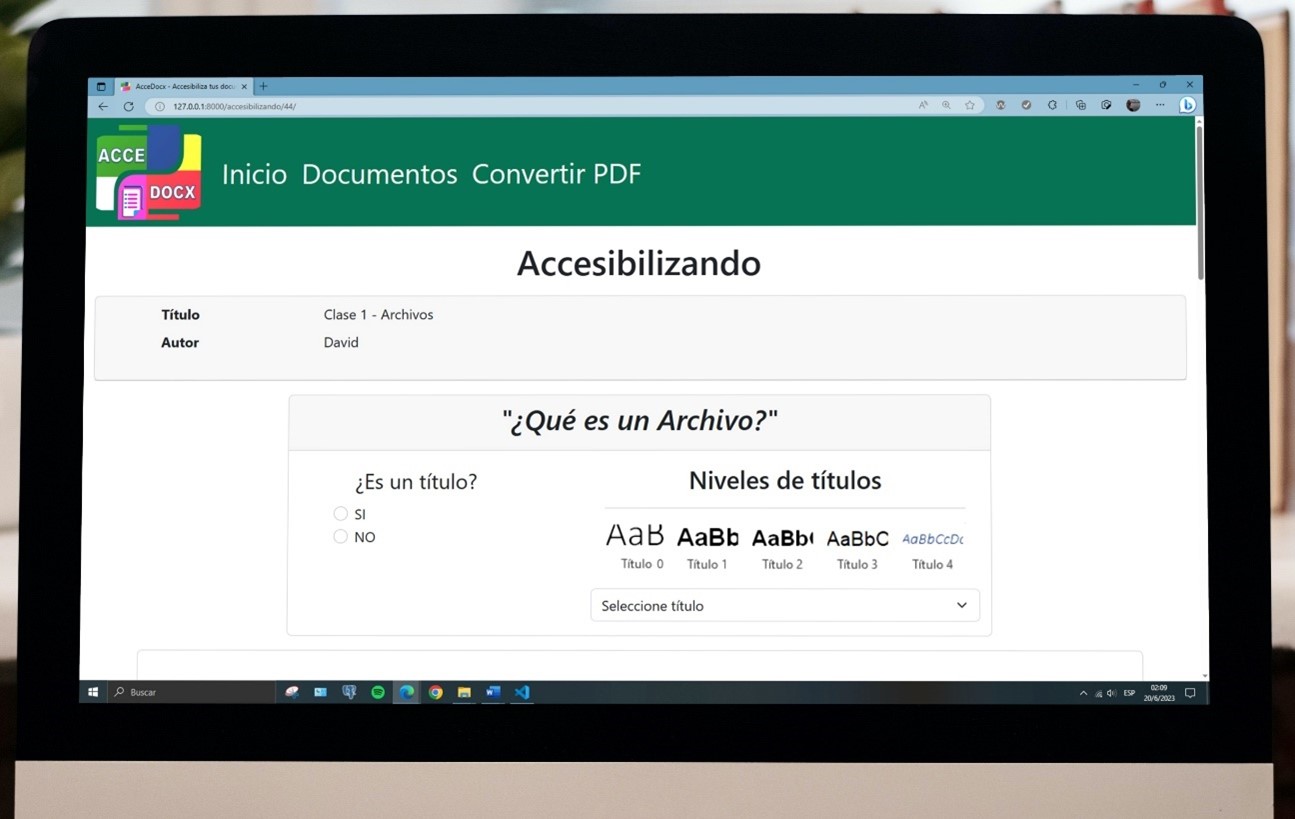 AcceDocx - Accesibiliza tus docu
127.0.0.1:8000/accesibilizando/44/
ACCE
DOCX
Inicio Documentos Convertir PDF
Accesibilizando
Título Clase 1 - Archivos
Autor David
"¿Qué es un Archivo?"
¿Es un título?
SI
NO
Niveles de títulos
AaB AaBb AaBb AaBbC AaBbCcDc
Título 0 Título 1 Título 2 Título 3 Título 4
Seleccione título
Buscar
ESP
02:09
20/6/2023